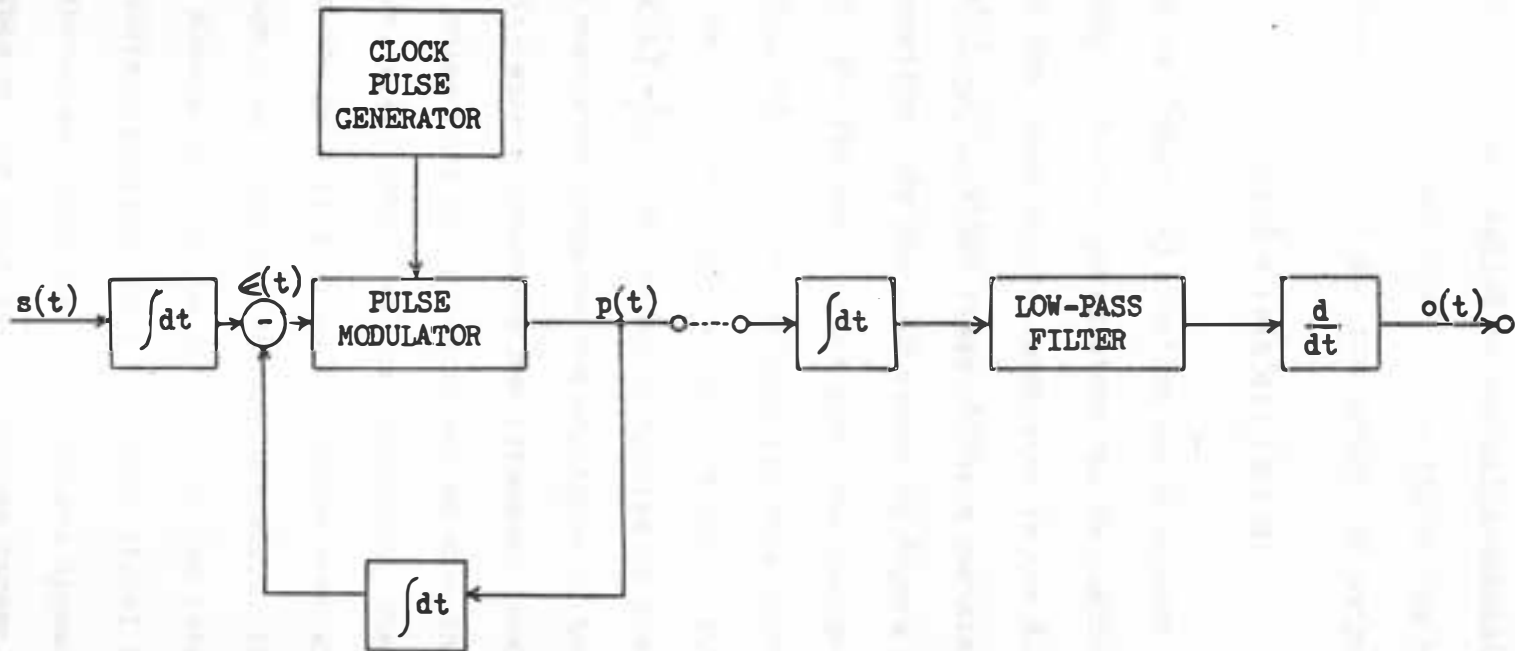 CLOCK
PULSE
GENERATOR
s(t)
∫dt
∈(t)
-
PULSE
MODULATOR
p(t)
∫dt
LOW-PASS
FILTER
d
dt
o(t)
∫dt